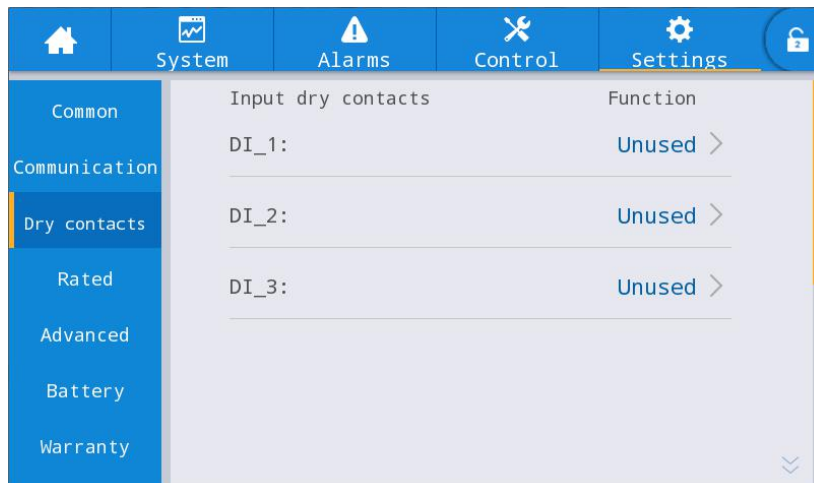 System Alarms Control Settings 2
Common
Communication
Dry contacts
Rated
Advanced
Battery
Warranty
Input dry contacts Function
DI_1: Unused
DI_2: Unused
DI_3: Unused